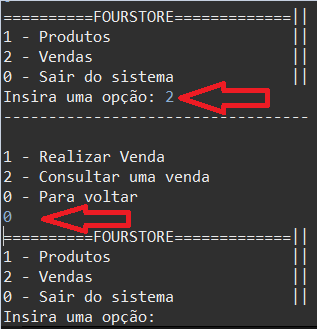 ==========FOURSTORE=============||
1 - Produtos                    ||
2 - Vendas                      ||
0 - Sair do sistema             ||
Insira uma opção: 2
----------------------------------
1 - Realizar Venda
2 - Consultar uma venda
0 - Para voltar
0
==========FOURSTORE=============||
1 - Produtos                    ||
2 - Vendas                      ||
0 - Sair do sistema             ||
Insira uma opção: